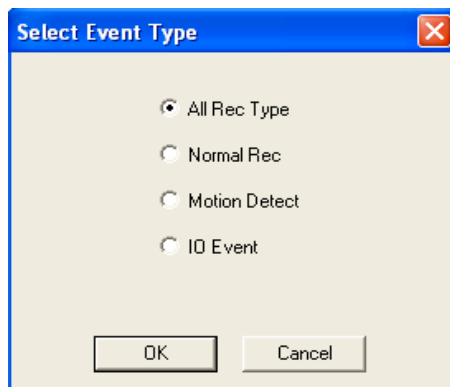 Select Event Type
All Rec Type
Normal Rec
Motion Detect
IO Event
OK
Cancel